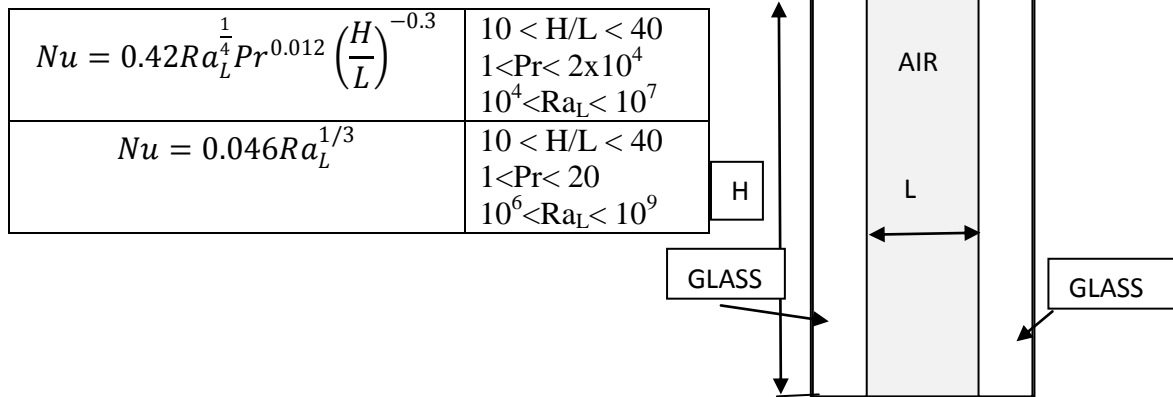 Nu = 0.42Ra_L^{1/4} Pr^{0.012} (H/L)^{-0.3}
10 < H/L < 40
1<Pr< 2x10^4
10^4<Ra_L< 10^7
Nu = 0.046Ra_L^{1/3}
10 < H/L < 40
1<Pr< 20
10^6<Ra_L< 10^9
AIR
H
L
GLASS
GLASS